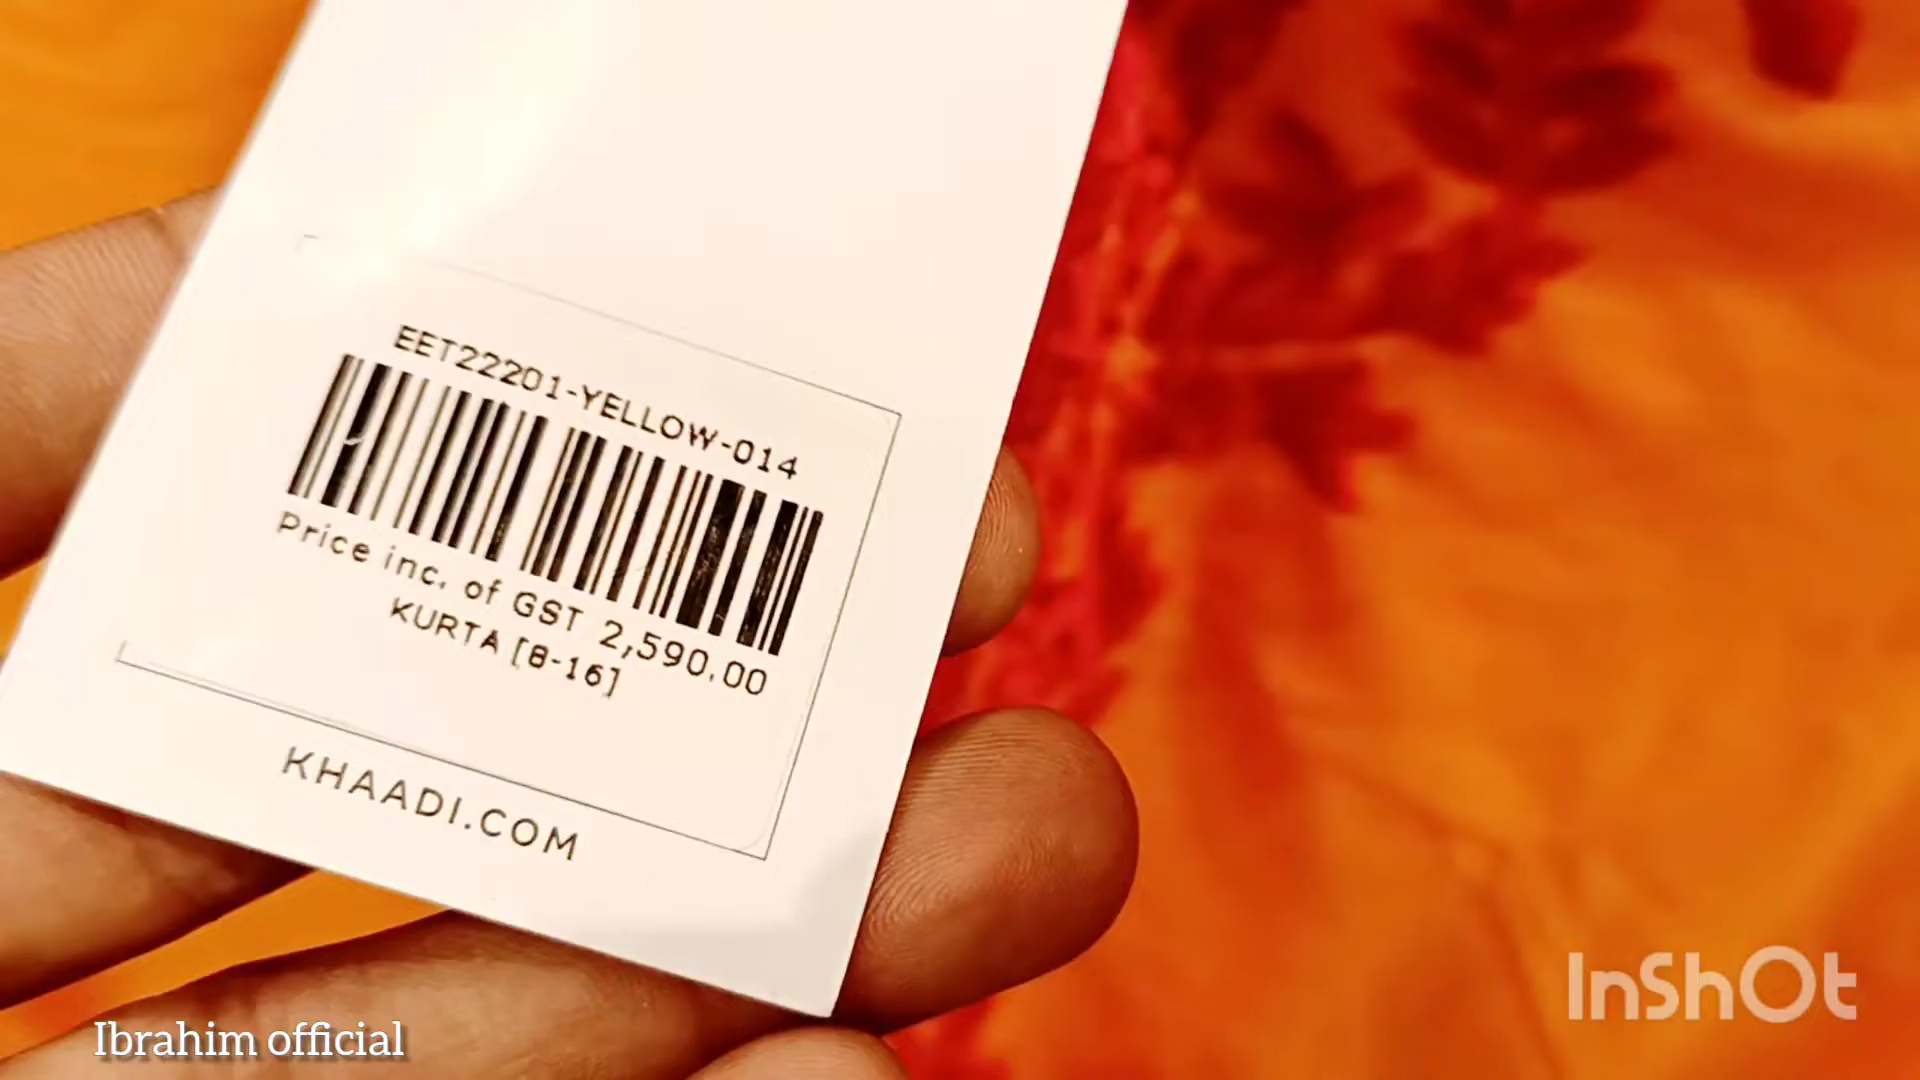 EET22201-YELLOW-014
Price inc. of GST 2,590.00
KURTA [8-16]
KHAADI.COM
Ibrahim official
InShOt